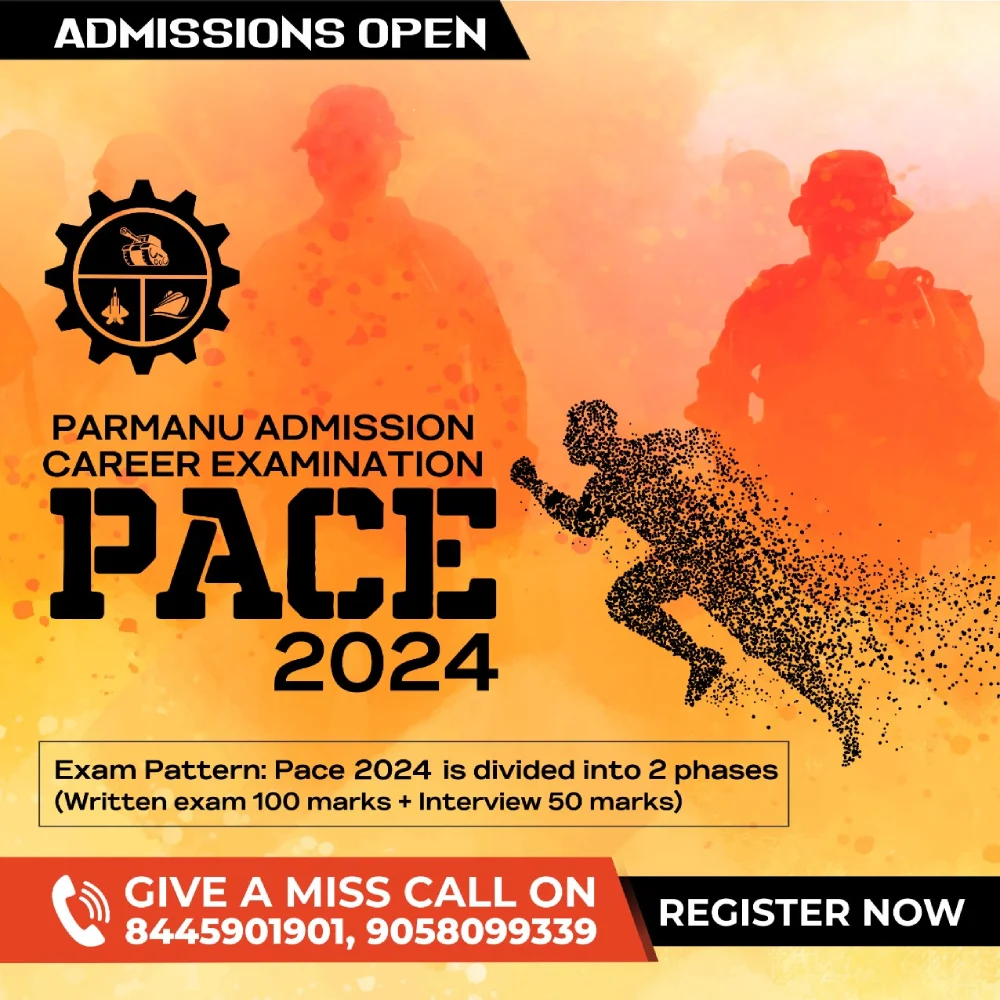 ADMISSIONS OPEN
PARMANU ADMISSION
CAREER EXAMINATION
PACE
2024
Exam Pattern: Pace 2024 is divided into 2 phases
(Written exam 100 marks + Interview 50 marks)
GIVE A MISS CALL ON
8445901901, 9058099339
REGISTER NOW